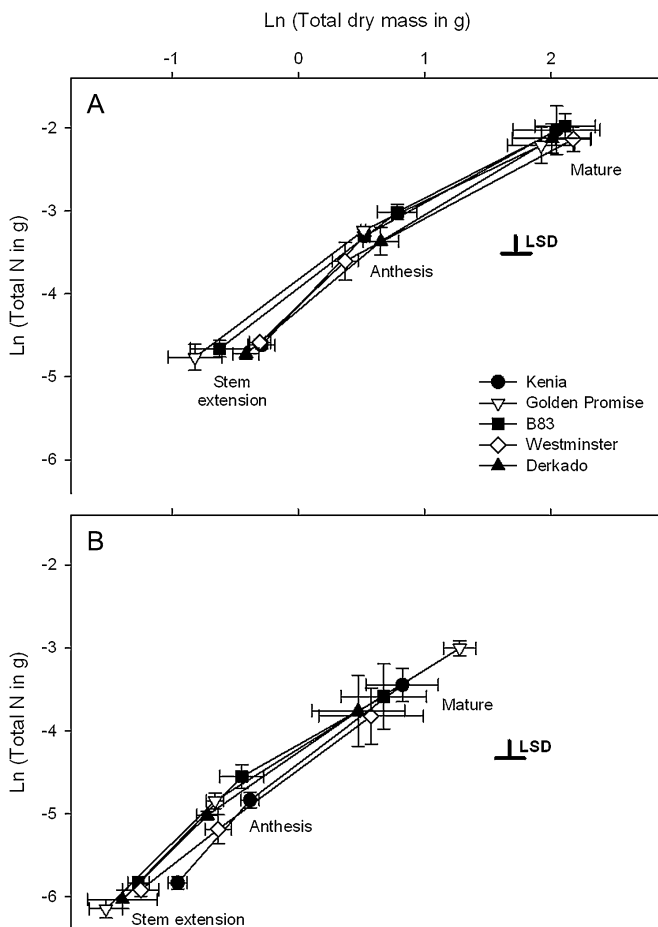 Ln (Total dry mass in g)
-1 0 1 2
A
-2
-3
-4
-5
-6
Ln (Total N in g)
Mature
LSD
Anthesis
Stem
extension
Kenia
Golden Promise
B83
Westminster
Derkado
B
-2
-3
-4
-5
-6
Ln (Total N in g)
Mature
LSD
Anthesis
Stem extension